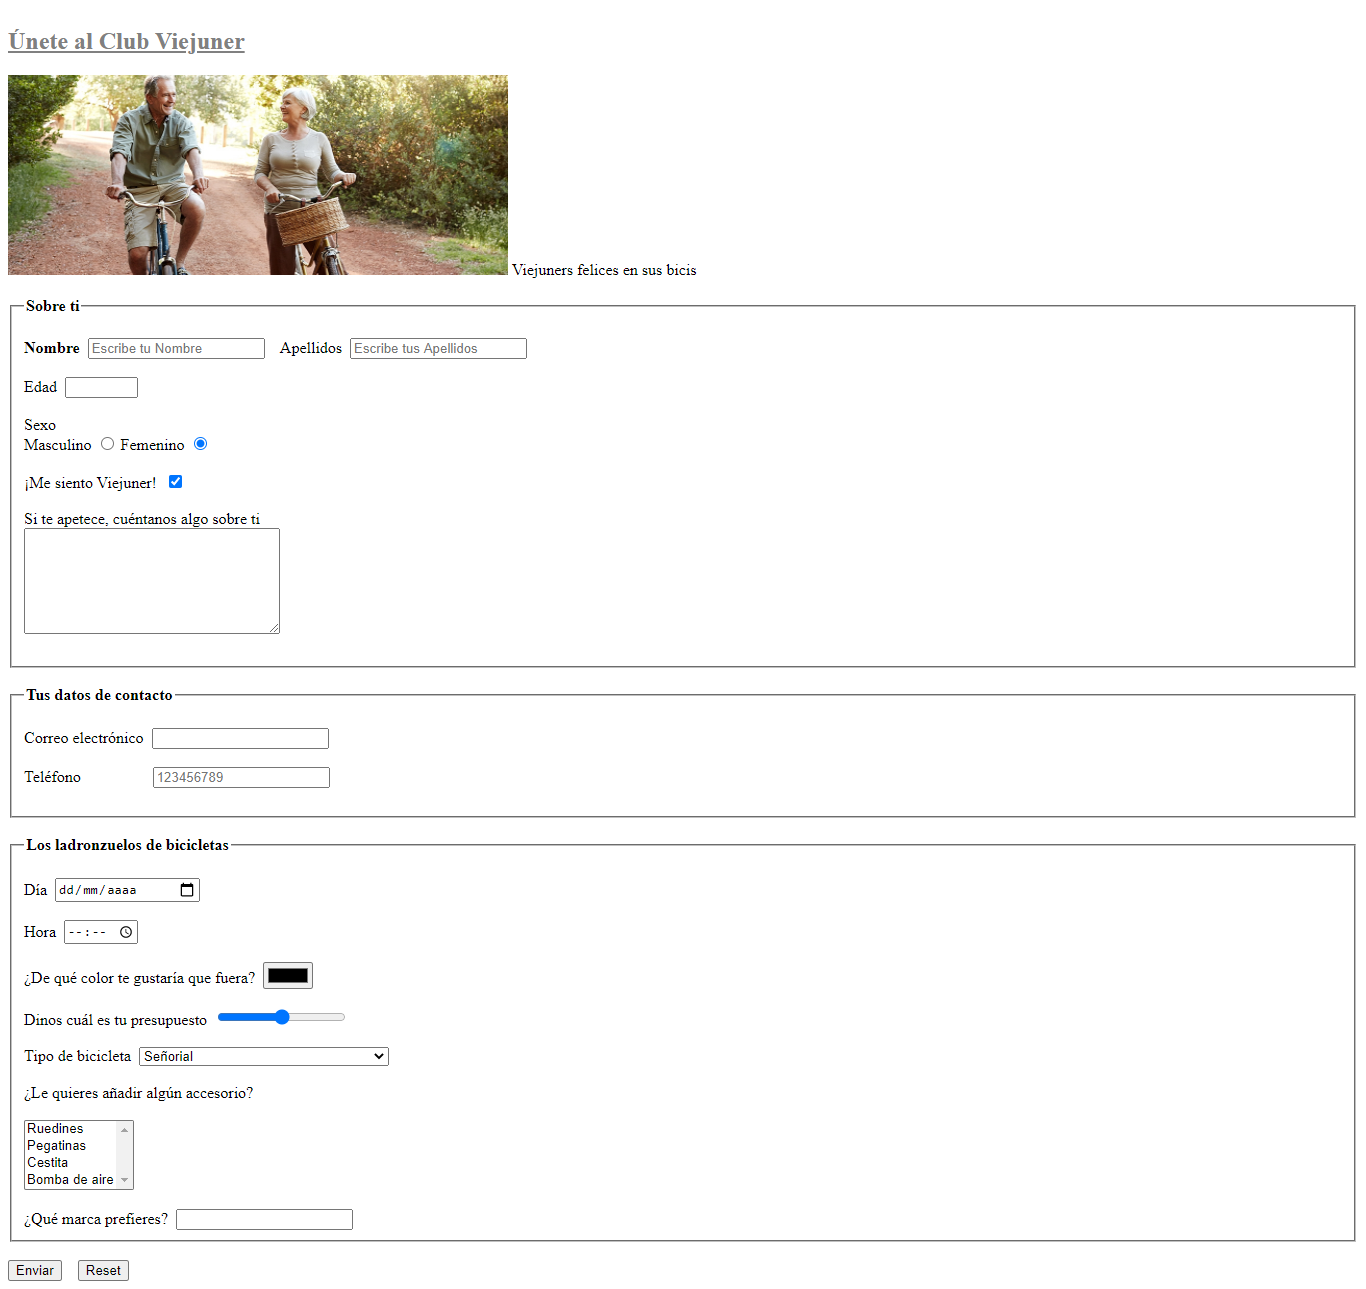 Únete al Club Viejuner
Viejuners felices en sus bicis
Sobre ti
Nombre Escribe tu Nombre Apellidos Escribe tus Apellidos
Edad
Sexo
Masculino Femenino
¡Me siento Viejuner!
Si te apetece, cuéntanos algo sobre ti
Tus datos de contacto
Correo electrónico
Teléfono 123456789
Los ladronzuelos de bicicletas
Día dd/mm/aaaa
Hora --:--
¿De qué color te gustaría que fuera?
Dinos cuál es tu presupuesto
Tipo de bicicleta Señorial
¿Le quieres añadir algún accesorio?
Ruedines
Pegatinas
Cestita
Bomba de aire
¿Qué marca prefieres?
Enviar Reset